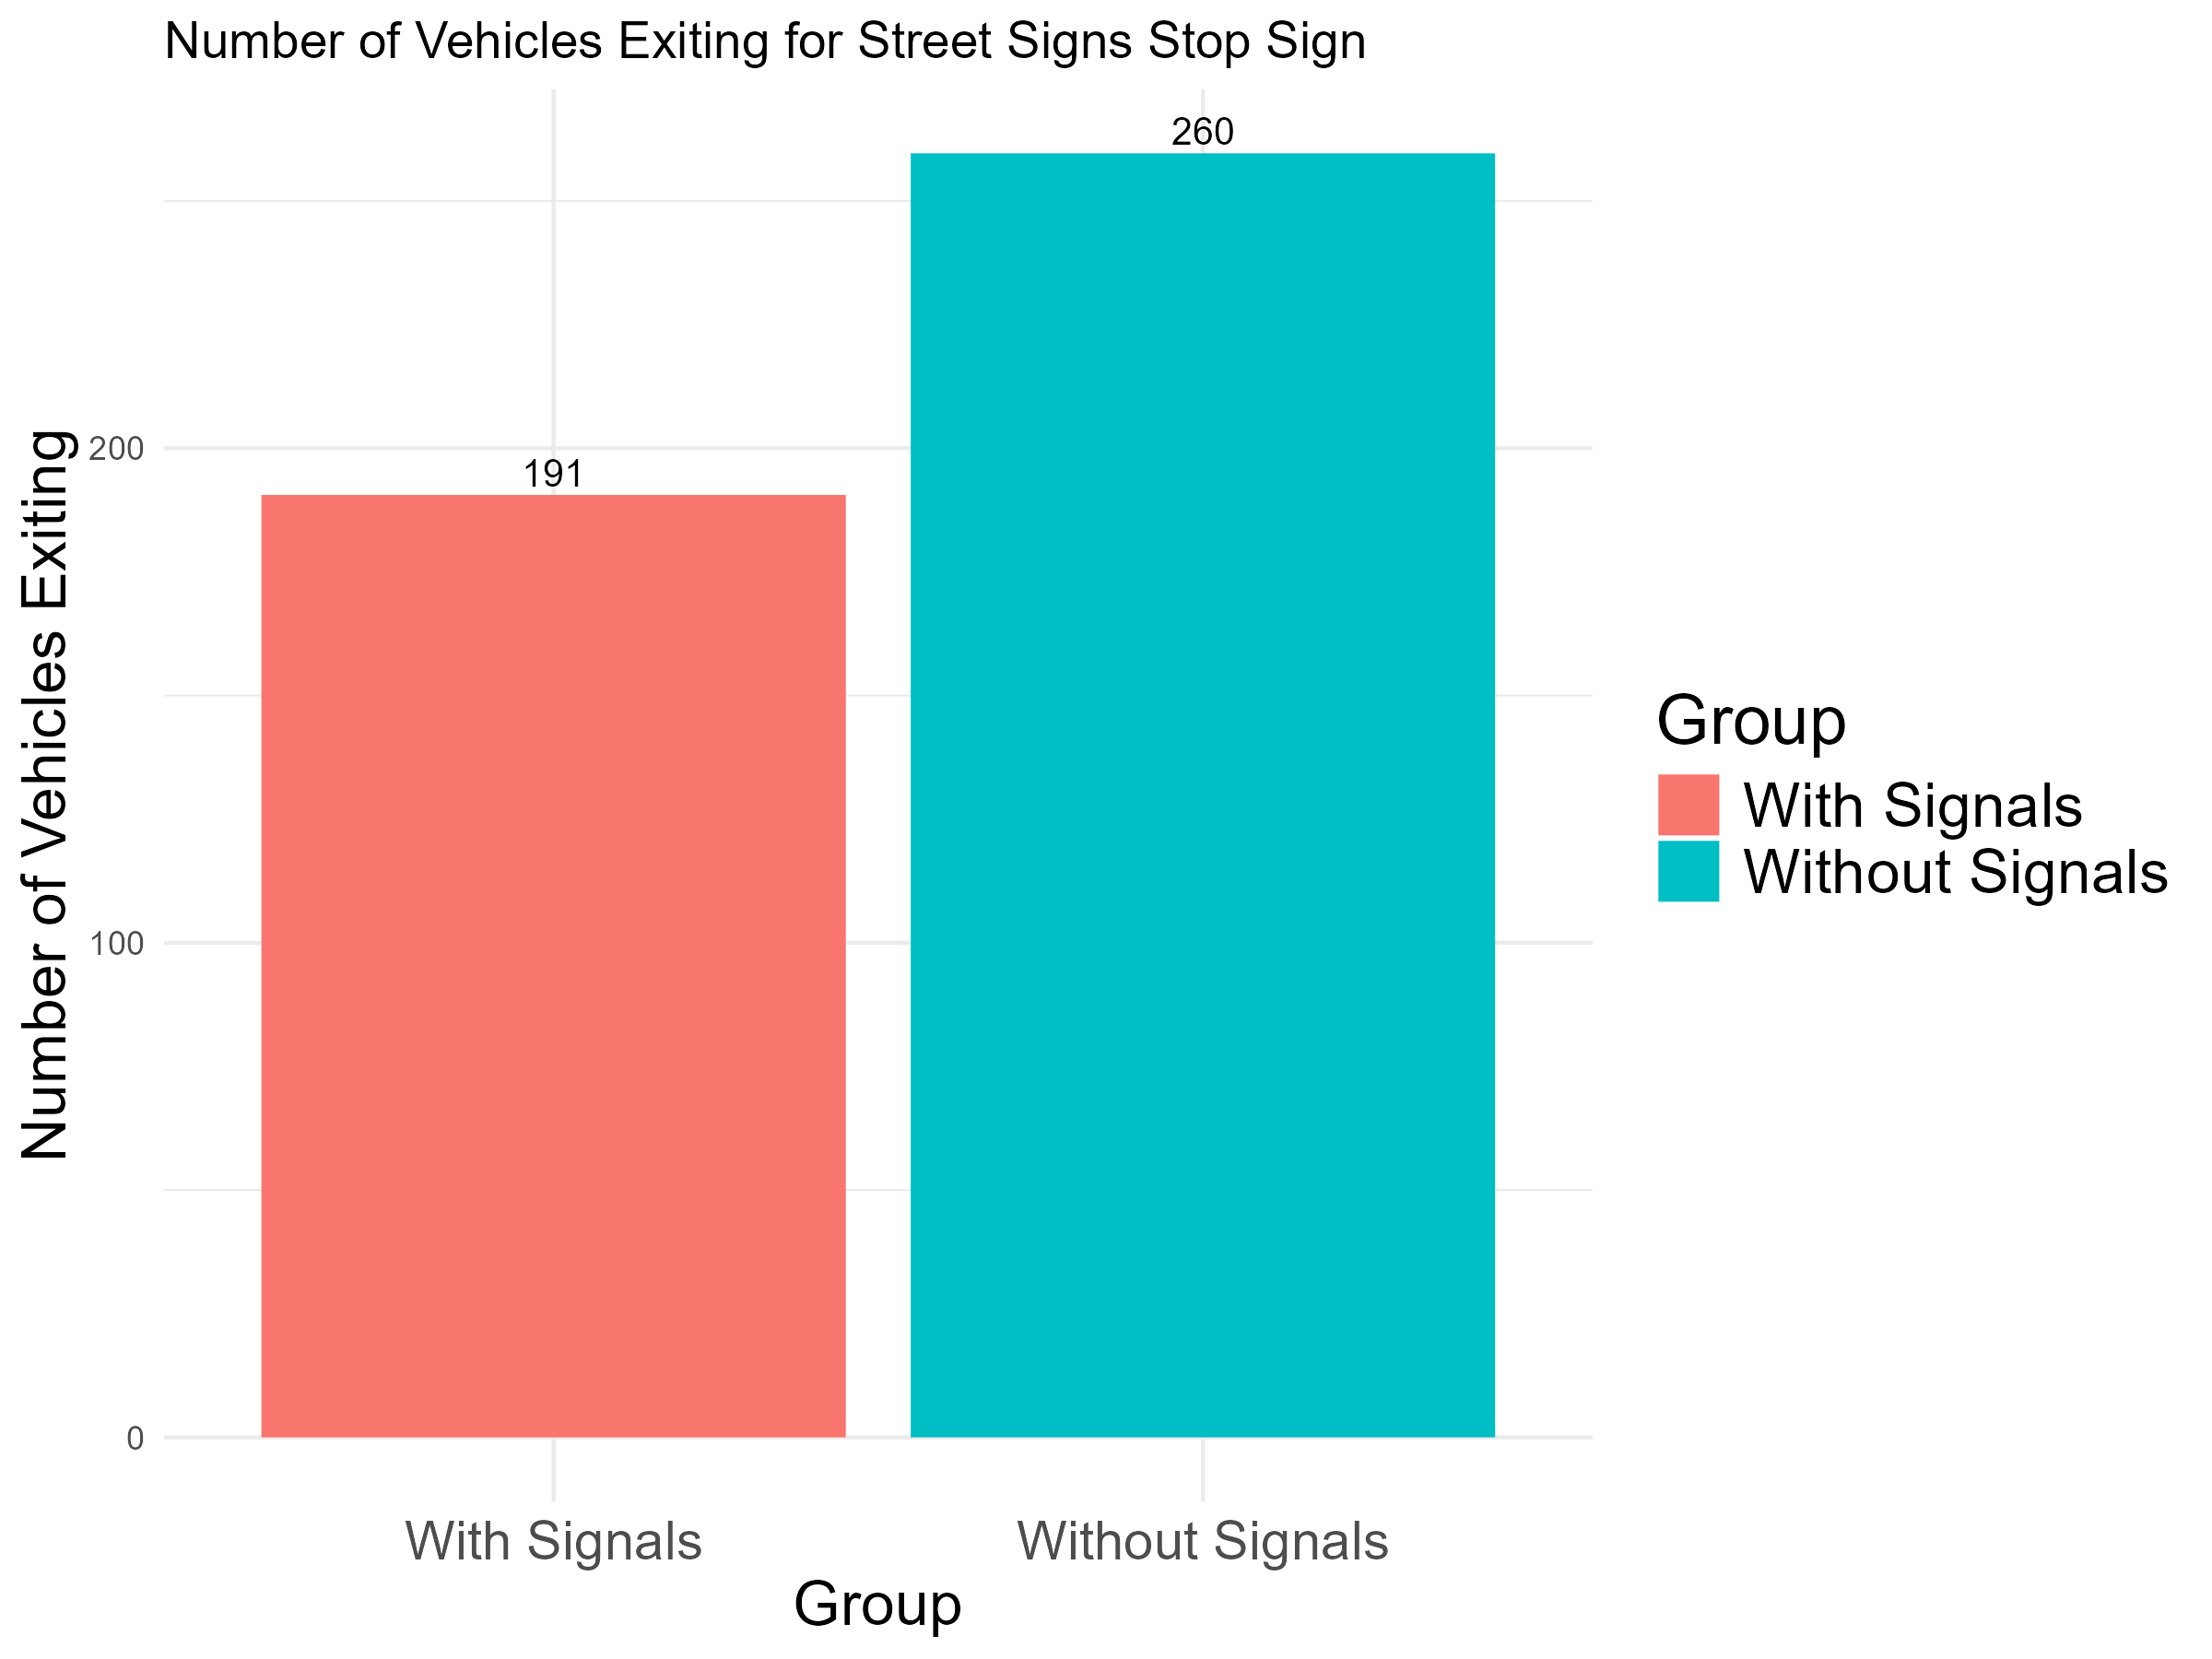 Number of Vehicles Exiting for Street Signs Stop Sign
260
191
200
100
0
Number of Vehicles Exiting
With Signals
Without Signals
Group
Group
With Signals
Without Signals